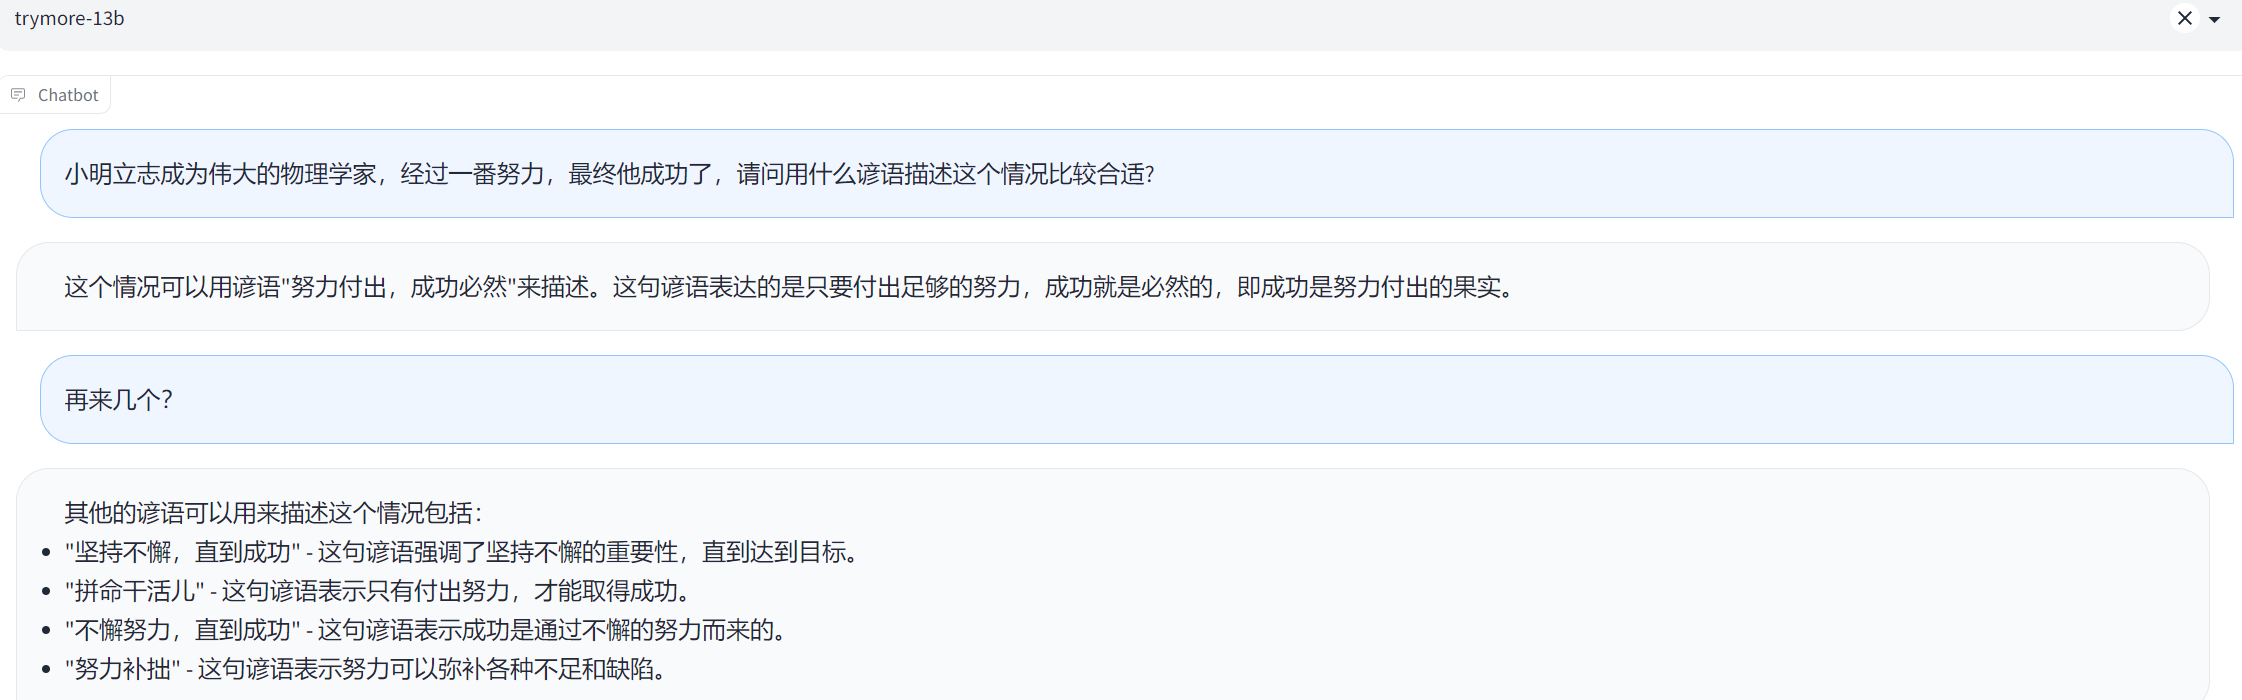 trymore-13b
Chatbot
小明立志成为伟大的物理学家，经过一番努力，最终他成功了，请问用什么谚语描述这个情况比较合适?
这个情况可以用谚语"努力付出，成功必然"来描述。这句谚语表达的是只要付出足够的努力，成功就是必然的，即成功是努力付出的果实。
再来几个?
其他的谚语可以用来描述这个情况包括：
"坚持不懈，直到成功" - 这句谚语强调了坚持不懈的重要性，直到达到目标。
"拼命干活儿" - 这句谚语表示只有付出努力，才能取得成功。
"不懈努力，直到成功" - 这句谚语表示成功是通过不懈的努力而来的。
"努力补拙" - 这句谚语表示努力可以弥补各种不足和缺陷。